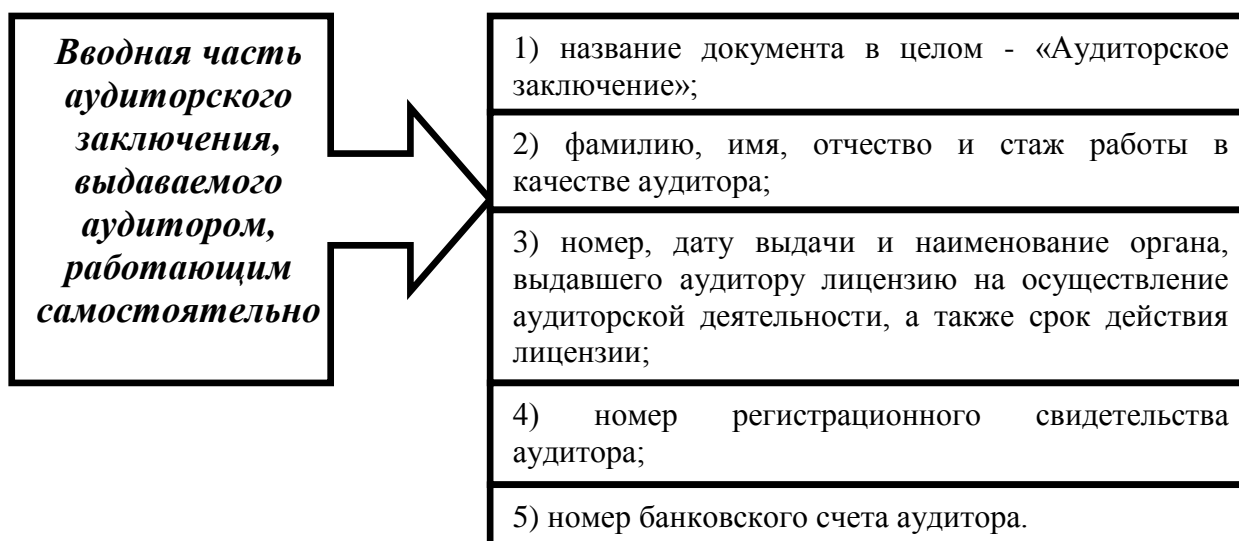 Вводная часть
аудиторского
заключения,
выдаваемого
аудитором,
работающим
самостоятельно
1) название документа в целом - «Аудиторское
заключение»;
2) фамилию, имя, отчество и стаж работы в
качестве аудитора;
3) номер, дату выдачи и наименование органа,
выдавшего аудитору лицензию на осуществление
аудиторской деятельности, а также срок действия
лицензии;
4) номер регистрационного свидетельства
аудитора;
5) номер банковского счета аудитора.